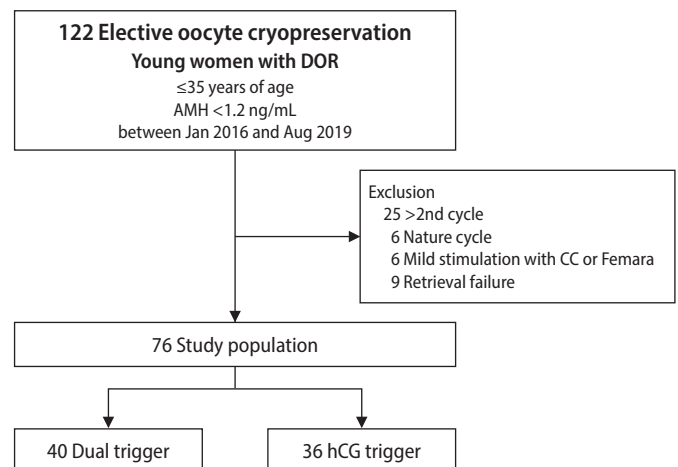 122 Elective oocyte cryopreservation
Young women with DOR
≤35 years of age
AMH <1.2 ng/mL
between Jan 2016 and Aug 2019
Exclusion
25 >2nd cycle
6 Nature cycle
6 Mild stimulation with CC or Femara
9 Retrieval failure
76 Study population
40 Dual trigger
36 hCG trigger